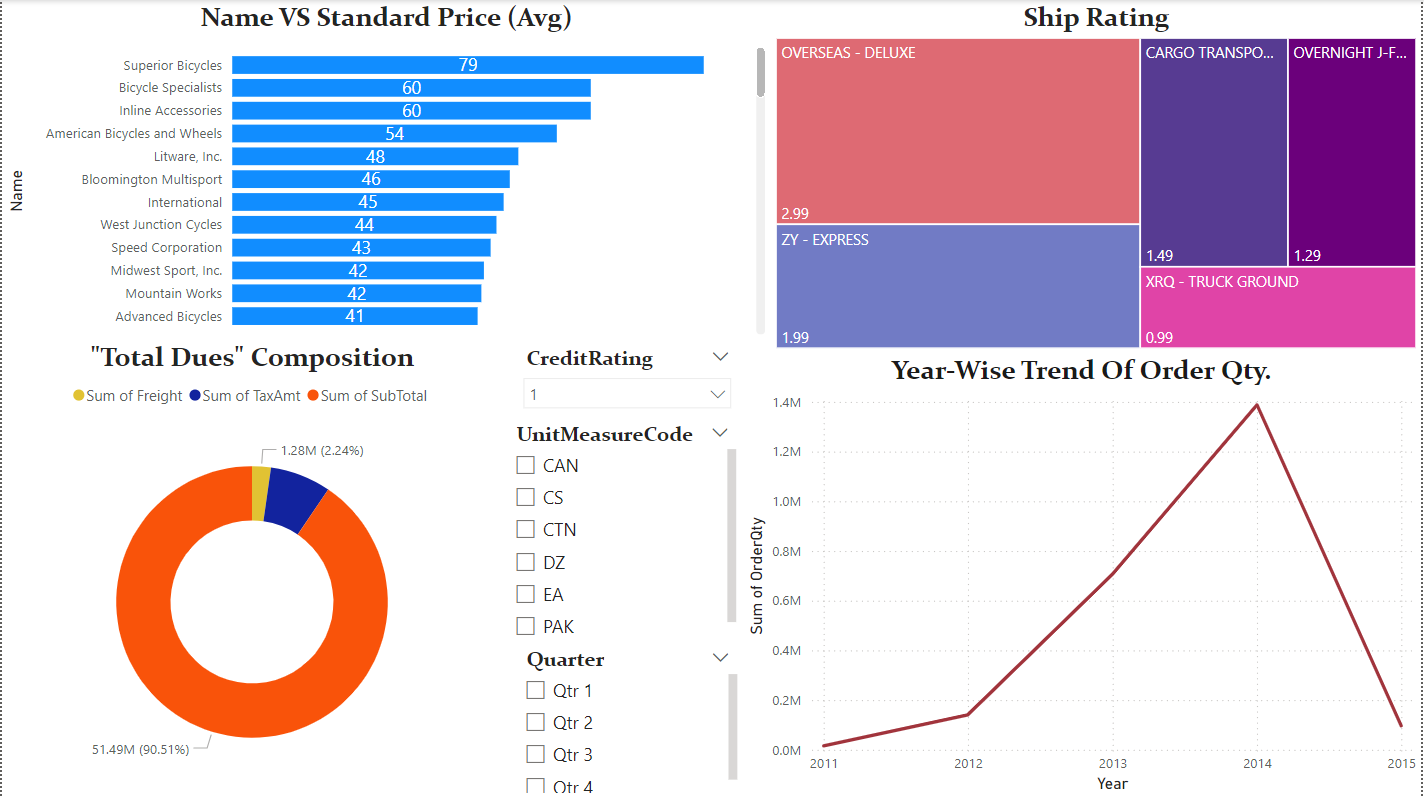 Name VS Standard Price (Avg)
Name
Superior Bicycles 79
Bicycle Specialists 60
Inline Accessories 60
American Bicycles and Wheels 54
Litware, Inc. 48
Bloomington Multisport 46
International 45
West Junction Cycles 44
Speed Corporation 43
Midwest Sport, Inc. 42
Mountain Works 42
Advanced Bicycles 41
Ship Rating
OVERSEAS - DELUXE
2.99
ZY - EXPRESS
1.99
CARGO TRANSPO...
1.49
OVERNIGHT J-F...
1.29
XRQ - TRUCK GROUND
0.99
"Total Dues" Composition
Sum of Freight Sum of TaxAmt Sum of SubTotal
1.28M (2.24%)
51.49M (90.51%)
CreditRating
1
UnitMeasureCode
CAN
CS
CTN
DZ
EA
PAK
Quarter
Qtr 1
Qtr 2
Qtr 3
Qtr 4
Year-Wise Trend Of Order Qty.
Sum of OrderQty
1.4M
1.2M
1.0M
0.8M
0.6M
0.4M
0.2M
0.0M
2011 2012 2013 2014 2015
Year